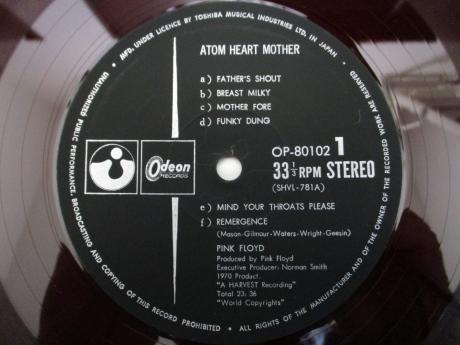 MFD. UNDER LICENCE BY TOSHIBA MUSICAL INDUSTRIES LTD. IN JAPAN •
ALL RIGHTS OF THE MANUFACTURER AND OF THE OWNER OF THE RECORDED WORK ARE RESERVED
UNAUTHORIZED PUBLIC PERFORMANCE, BROADCASTING AND COPYING OF THIS RECORD PROHIBITED •
ATOM HEART MOTHER
a) FATHER'S SHOUT
b) BREAST MILKY
c) MOTHER FORE
d) FUNKY DUNG
Odeon
RECORDS
OP-80102 1
33⅓ RPM STEREO
(SHVL-781A)
e) MIND YOUR THROATS PLEASE
f) REMERGENCE
(Mason-Gilmour-Waters-Wright-Geesin)
PINK FLOYD
Produced by Pink Floyd
Executive Producer: Norman Smith
1970 Product.
"A HARVEST Recording"
Total 23; 36
"World Copyrights"